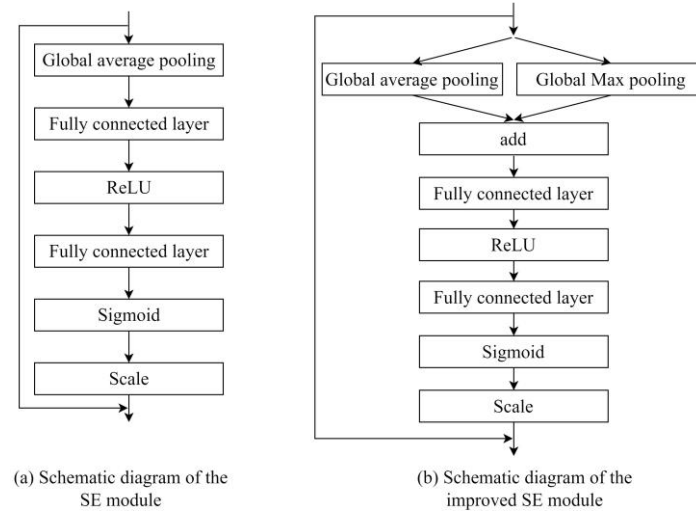 Global average pooling
Fully connected layer
ReLU
Fully connected layer
Sigmoid
Scale
(a) Schematic diagram of the
SE module
Global average pooling
Global Max pooling
add
Fully connected layer
ReLU
Fully connected layer
Sigmoid
Scale
(b) Schematic diagram of the
improved SE module